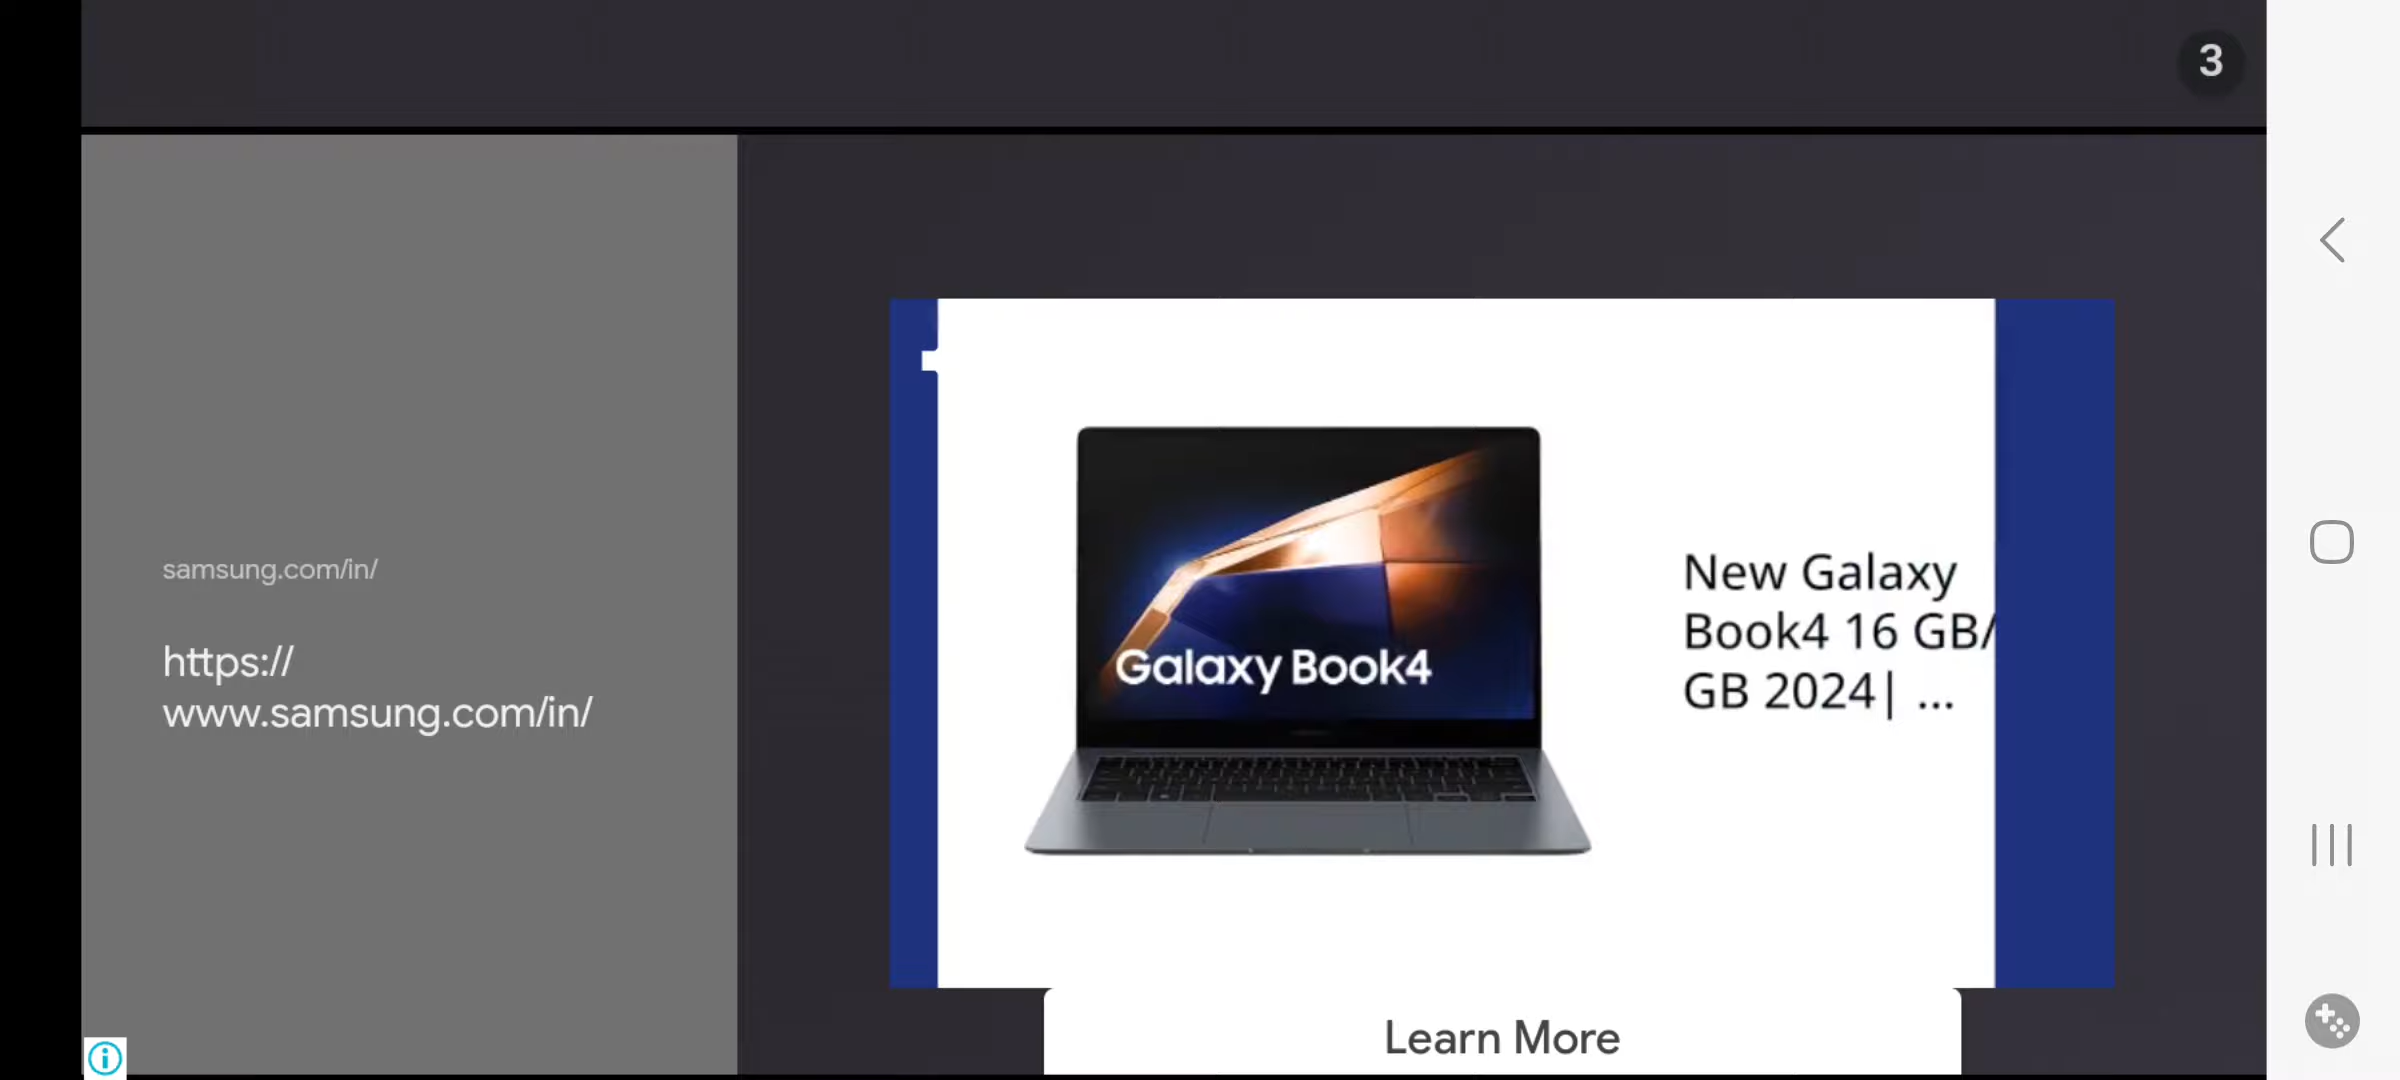 3
samsung.com/in/
https://
www.samsung.com/in/
Galaxy Book4
New Galaxy
Book4 16 GB/
GB 2024| ...
Learn More